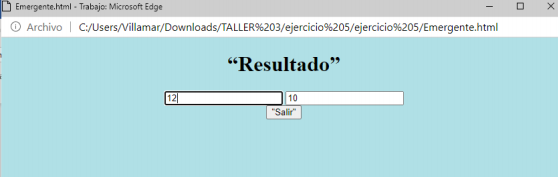 Emergente.html - Trabajo: Microsoft Edge
Archivo | C:/Users/Villamar/Downloads/TALLER%203/ejercicio%205/ejercicio%205/Emergente.html
“Resultado”
12 10
"Salir"